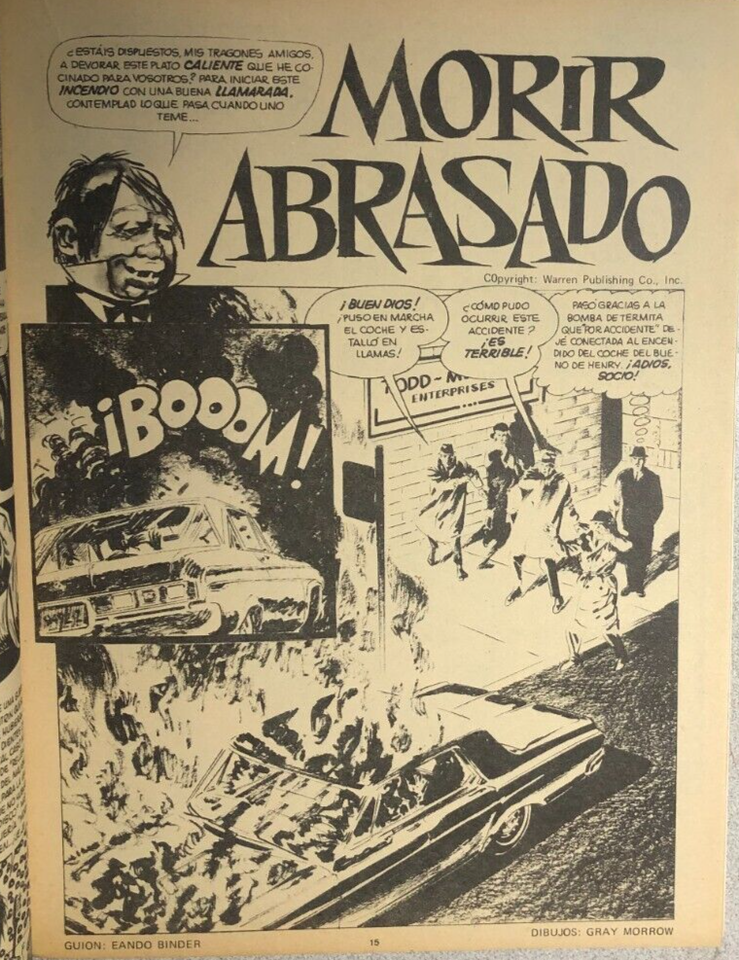 ¿ESTÁIS DISPUESTOS, MIS TRAGONES AMIGOS,
A DEVORAR ESTE PLATO CALIENTE QUE HE CO-
CINADO PARA VOSOTROS? PARA INICIAR ESTE
INCENDIO CON UNA BUENA LLAMARADA,
CONTEMPLAD LO QUE PASA CUANDO UNO
TEME...
MORIR
ABRASADO
C0pyright: Warren Publishing Co., Inc.
¡BUEN DIOS!
¡PUSO EN MARCHA
EL COCHE Y ES-
TALLÓ EN
LLAMAS!
¿CÓMO PUDO
OCURRIR ESTE
ACCIDENTE?
¡ES
TERRIBLE!
PASÓ GRACIAS A LA
BOMBA DE TERMITA
QUE "POR ACCIDENTE" DE-
JÉ CONECTADA AL ENCEN-
DIDO DEL COCHE DEL BUE-
NO DE HENRY. ¡ADIOS,
SOCIO!
ENTERPRISES
¡BOOOM!
GUION: EANDO BINDER
15
DIBUJOS: GRAY MORROW